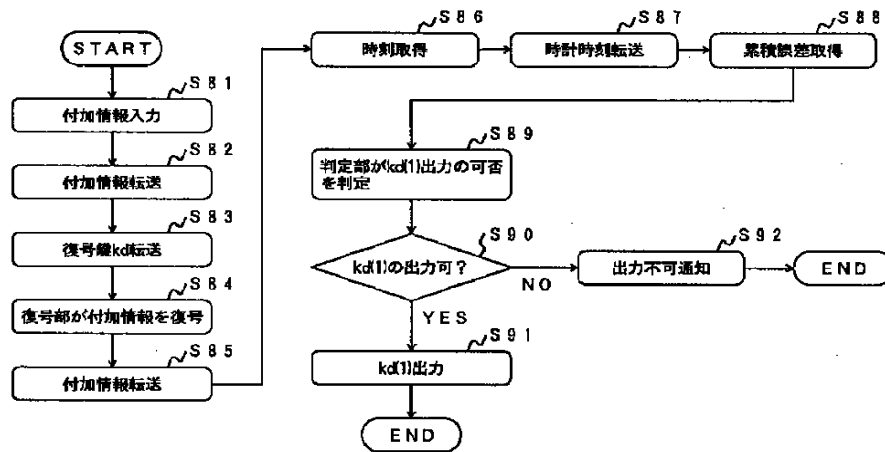 START
S81
付加情報入力
S82
付加情報転送
S83
復号鍵kd転送
S84
復号部が付加情報を復号
S85
付加情報転送
S86
時刻取得
S87
時計時刻転送
S88
累積誤差取得
S89
判定部がkd(1)出力の可否
を判定
S90
kd(1)の出力可？
NO
S92
出力不可通知
END
YES
S91
kd(1)出力
END